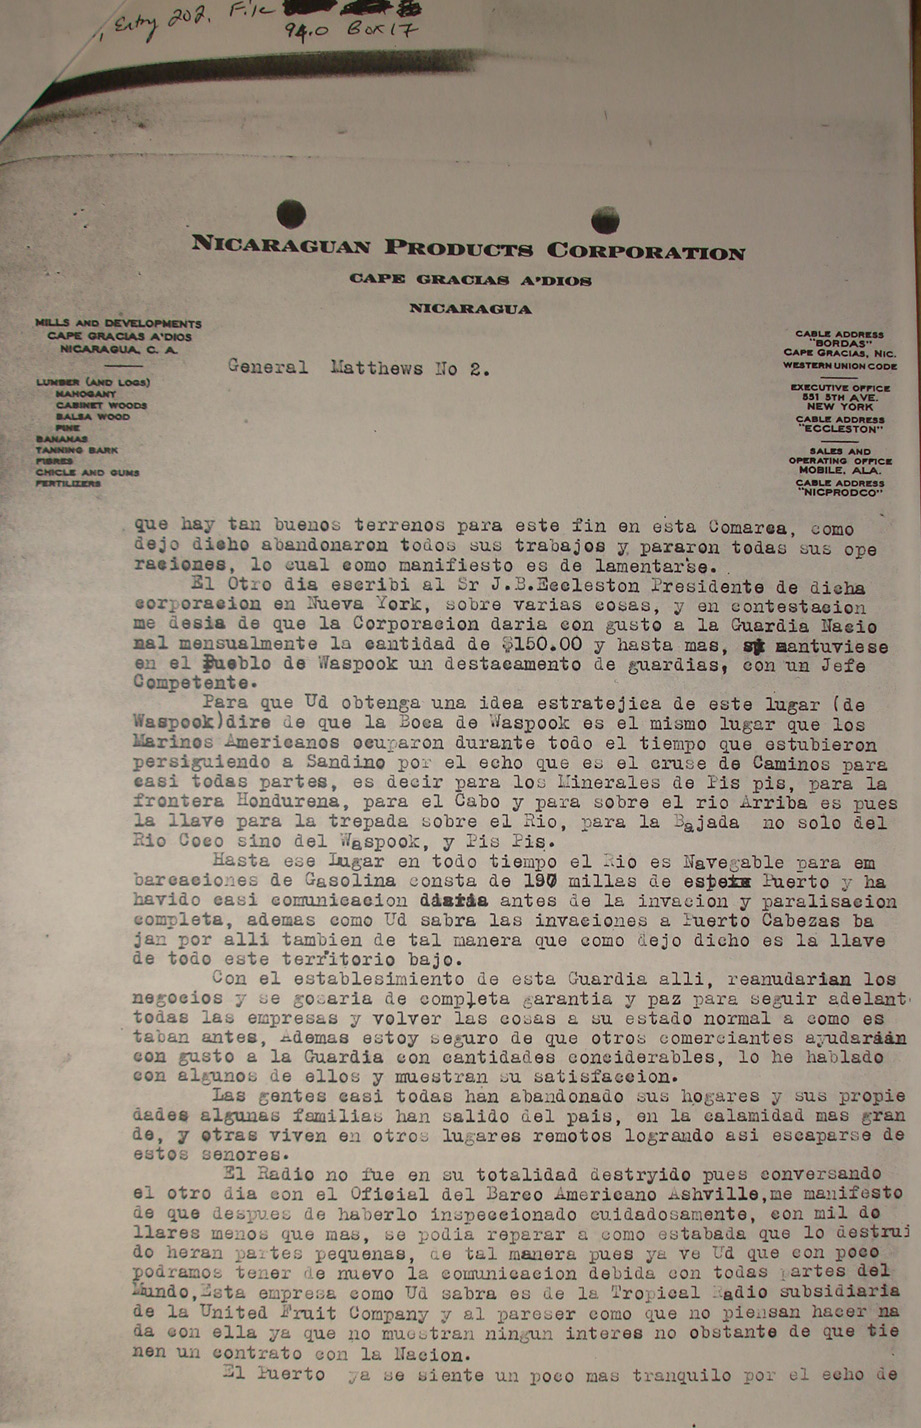 , Entry 202, File
94.0 Box 17
NICARAGUAN PRODUCTS CORPORATION
CAPE GRACIAS A'DIOS
NICARAGUA
MILLS AND DEVELOPMENTS
CAPE GRACIAS A'DIOS
NICARAGUA, C. A.
LUMBER (AND LOGS)
MAHOGANY
CABINET WOODS
BALSA WOOD
PINE
BANANAS
TANNING BARK
FIBRES
CHICLE AND GUMS
FERTILIZERS
General Matthews No 2.
CABLE ADDRESS
"BORDAS"
CAPE GRACIAS, NIC.
WESTERN UNION CODE
EXECUTIVE OFFICE
551 5TH AVE.
NEW YORK
CABLE ADDRESS
"ECCLESTON"
SALES AND
OPERATING OFFICE
MOBILE, ALA.
CABLE ADDRESS
"NICPRODCO"
que hay tan buenos terrenos para este fin en esta Comarca, como
dejo dicho abandonaron todos sus trabajos y pararon todas sus ope
raciones, lo cual como manifiesto es de lamentarse.
El Otro dia escribi al Sr J.B.Eccleston Presidente de dicha
corporacion en Nueva York, sobre varias cosas, y en contestacion
me desia de que la Corporacion daria con gusto a la Guardia Nacio
nal mensualmente la cantidad de $150.00 y hasta mas, si mantuviese
en el Pueblo de Waspook un destacamento de guardias, con un Jefe
Competente.
Para que Ud obtenga una idea estratejica de este lugar (de
Waspook)dire de que la Boca de Waspook es el mismo lugar que los
Marinos Americanos ocuparon durante todo el tiempo que estubieron
persiguiendo a Sandino por el echo que es el cruse de Caminos para
casi todas partes, es decir para los Minerales de Pis pis, para la
frontera Hondurena, para el Cabo y para sobre el rio Arriba es pues
la llave para la trepada sobre el Rio, para la Bajada no solo del
Rio Coco sino del Waspook, y Pis Pis.
Hasta ese Lugar en todo tiempo el Rio es Navegable para em
barcaciones de Gasolina consta de 190 millas de este Puerto y ha
havido casi comunicacion diaria antes de la invacion y paralisacion
completa, ademas como Ud sabra las invaciones a Puerto Cabezas ba
jan por alli tambien de tal manera que como dejo dicho es la llave
de todo este territorio bajo.
Con el establesimiento de esta Guardia alli, reanudarian los
negocios y se gosaria de completa garantia y paz para seguir adelant
todas las empresas y volver las cosas a su estado normal a como es
taban antes, Ademas estoy seguro de que otros comerciantes ayudarián
con gusto a la Guardia con cantidades conciderables, lo he hablado
con algunos de ellos y muestran su satisfaccion.
Las gentes casi todas han abandonado sus hogares y sus propie
dades algunas familias han salido del pais, en la calamidad mas gran
de, y otras viven en otros lugares remotos logrando asi escaparse de
estos senores.
El Radio no fue en su totalidad destryido pues conversando
el otro dia con el Oficial del Barco Americano Ashville,me manifesto
de que despues de haberlo inspeccionado cuidadosamente, con mil do
llares menos que mas, se podia reparar a como estabada que lo destrui
do heran partes pequenas, de tal manera pues ya ve Ud que con poco
podramos tener de nuevo la comunicacion debida con todas partes del
Mundo,Esta empresa como Ud sabra es de la Tropical Radio subsidiaria
de la United Fruit Company y al pareser como que no piensan hacer na
da con ella ya que no muestran ningun interes no obstante de que tie
nen un contrato con la Nacion.
El Puerto ya se siente un poco mas tranquilo por el echo de